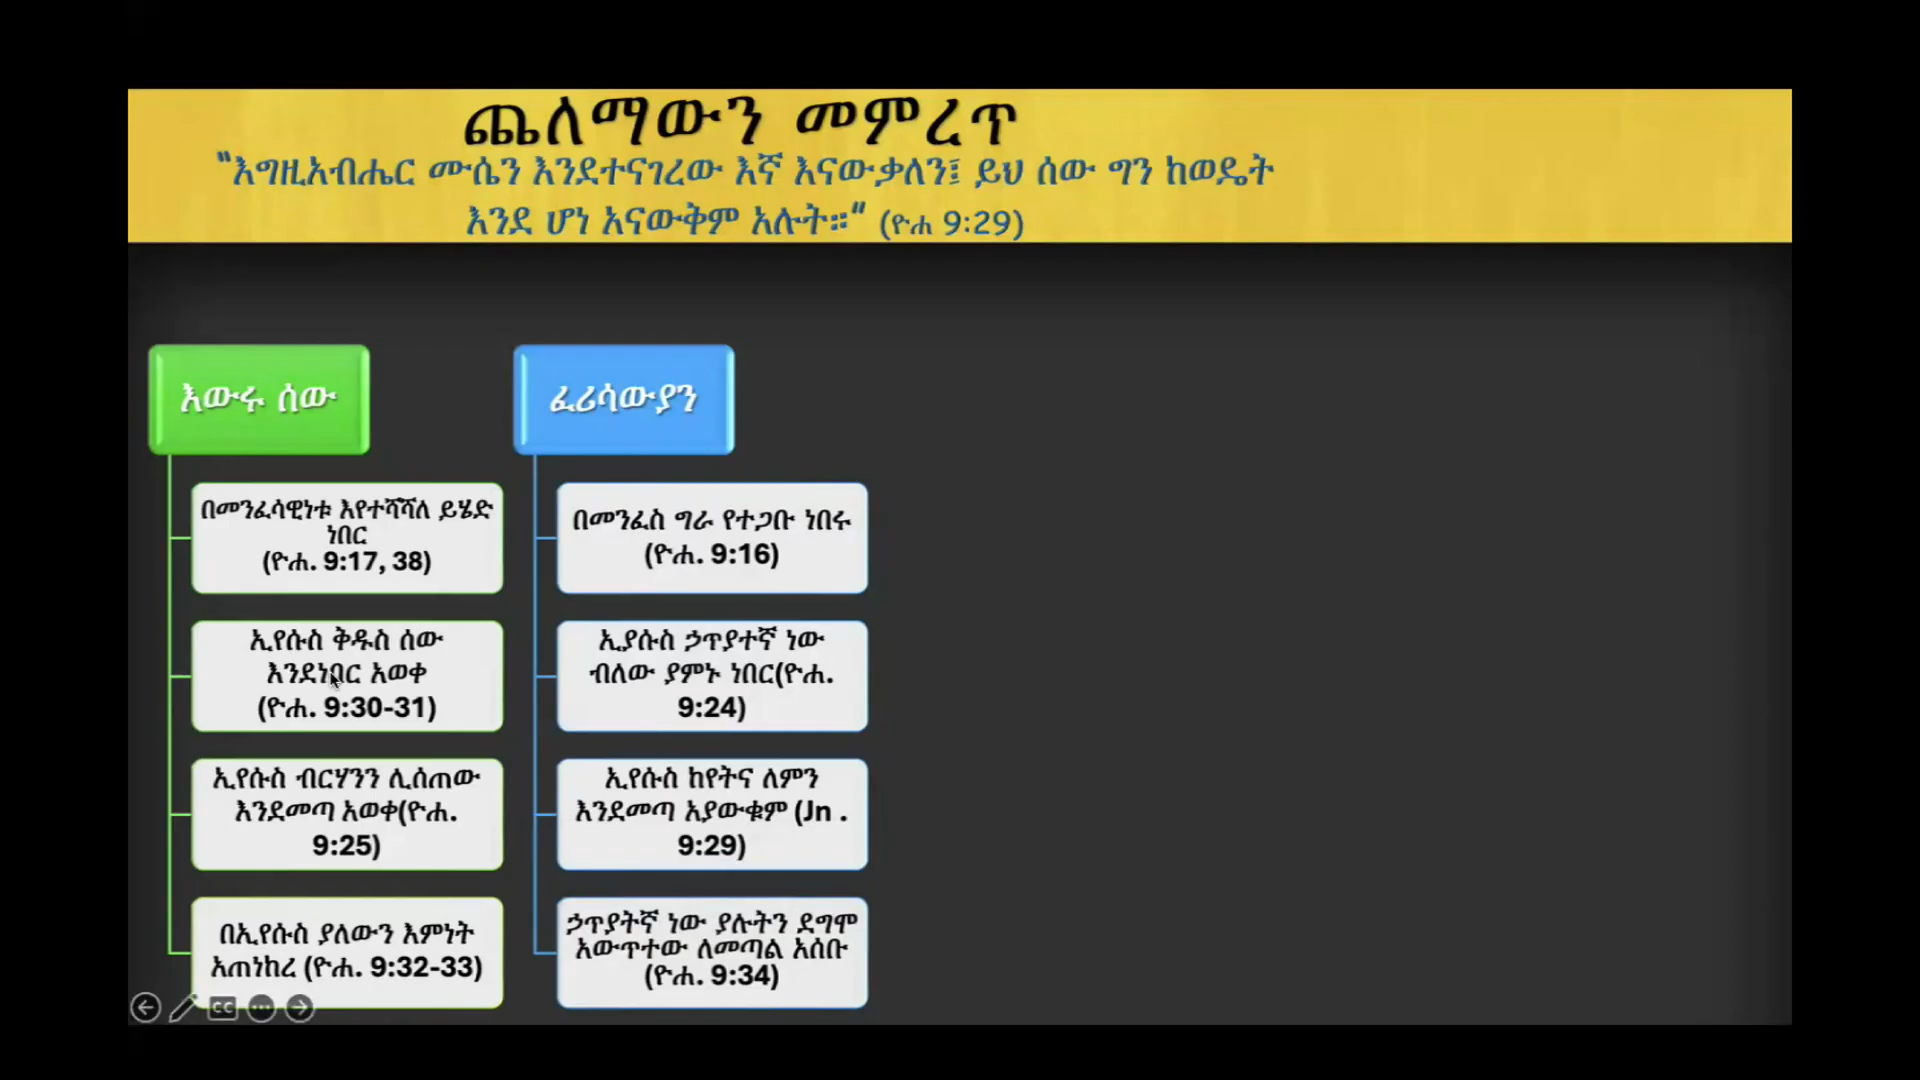 ጨለማውን መምረጥ
"እግዚአብሔር ሙሴን እንደተናገረው እኛ እናውቃለን፤ ይህ ሰው ግን ከወዴት
እንደ ሆነ አናውቅም አሉት።" (ዮሐ 9:29)
እውሩ ሰው
በመንፈሳዊነቱ እየተሻሻለ ይሄድ
ነበር
(ዮሐ. 9:17, 38)
ኢየሱስ ቅዱስ ሰው
እንደነበር አወቀ
(ዮሐ. 9:30-31)
ኢየሱስ ብርሃንን ሊሰጠው
እንደመጣ አወቀ(ዮሐ.
9:25)
በኢየሱስ ያለውን እምነት
አጠነከረ (ዮሐ. 9:32-33)
ፈሪሳውያን
በመንፈስ ግራ የተጋቡ ነበሩ
(ዮሐ. 9:16)
ኢያሱስ ኃጥያተኛ ነው
ብለው ያምኑ ነበር(ዮሐ.
9:24)
ኢየሱስ ከየትና ለምን
እንደመጣ አያውቁም (Jn .
9:29)
ኃጥያትኛ ነው ያሉትን ደግሞ
አውጥተው ለመጣል አሰቡ
(ዮሐ. 9:34)
CC